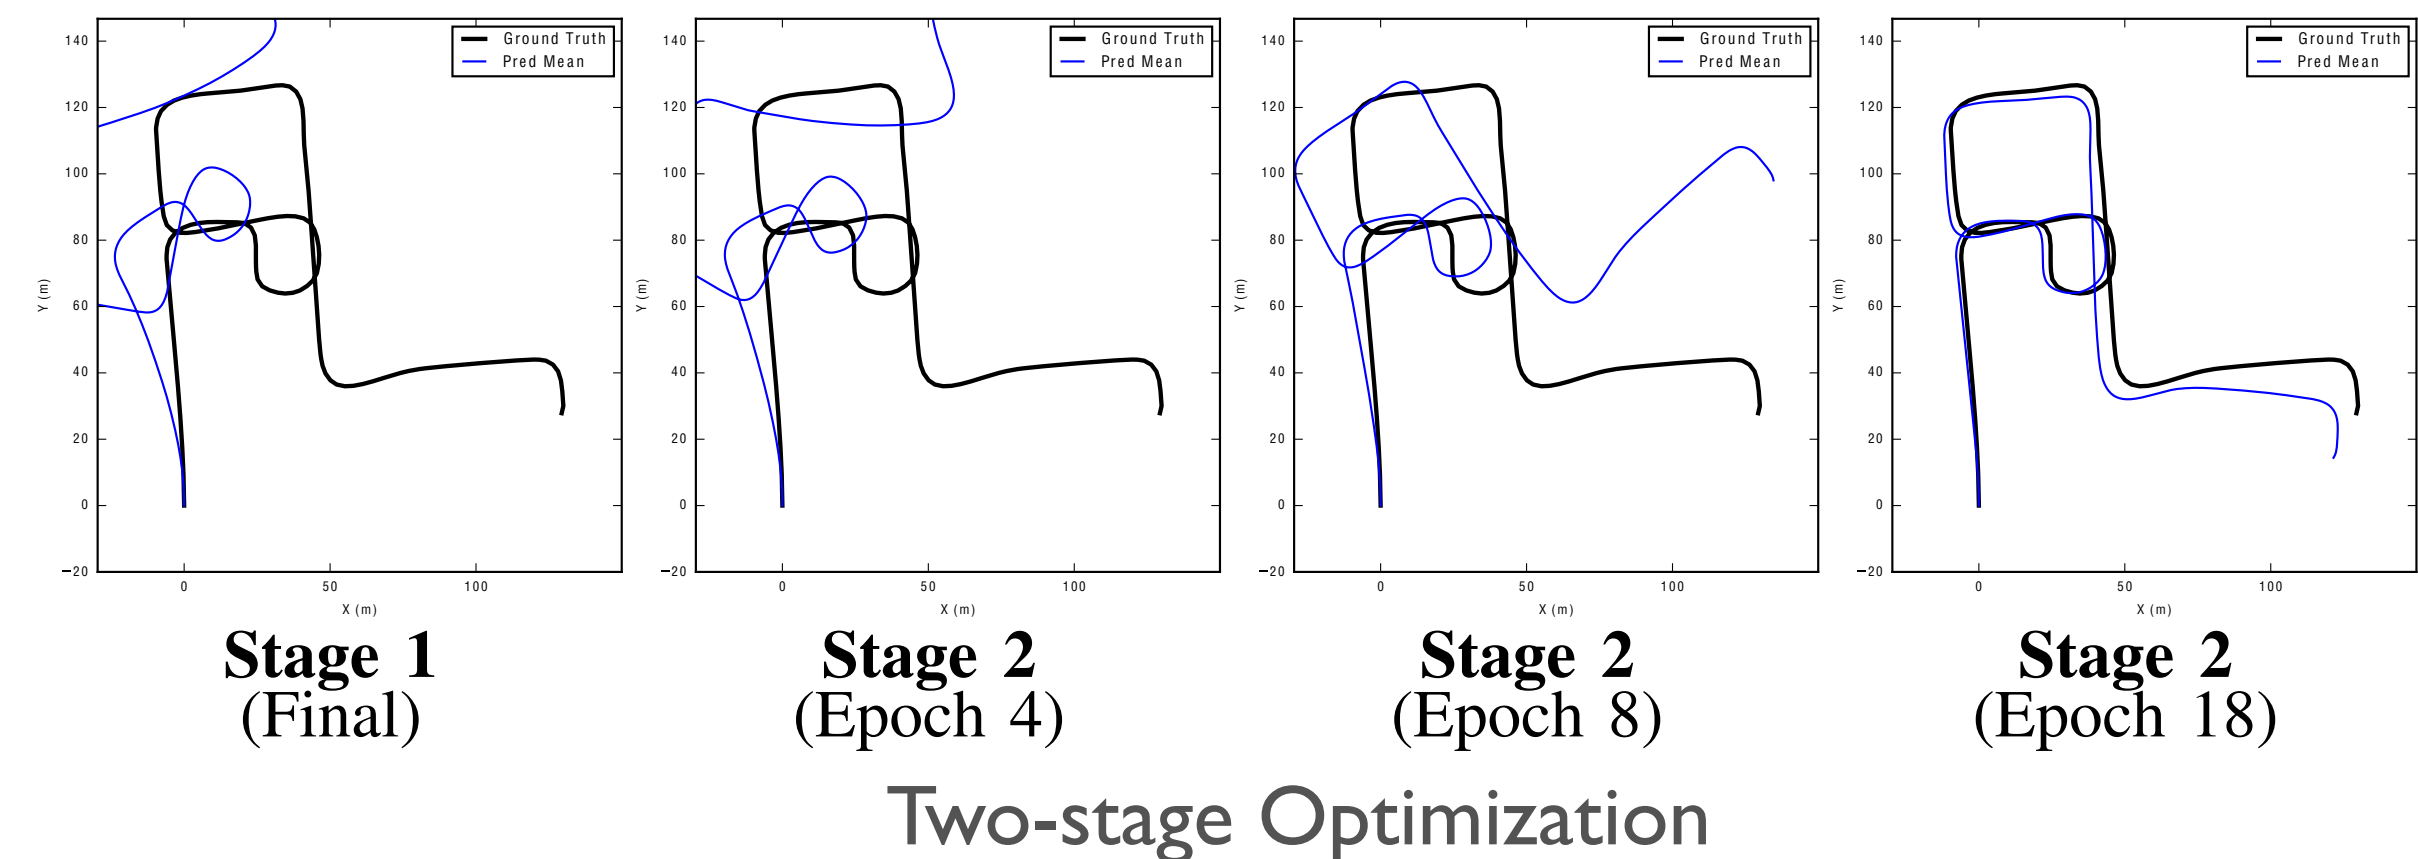 140
120
100
80
60
40
20
0
−20
Y (m)
0 50 100
X (m)
Ground Truth
Pred Mean
Stage 1
(Final)
140
120
100
80
60
40
20
0
−20
Y (m)
0 50 100
X (m)
Ground Truth
Pred Mean
Stage 2
(Epoch 4)
140
120
100
80
60
40
20
0
−20
Y (m)
0 50 100
X (m)
Ground Truth
Pred Mean
Stage 2
(Epoch 8)
140
120
100
80
60
40
20
0
−20
Y (m)
0 50 100
X (m)
Ground Truth
Pred Mean
Stage 2
(Epoch 18)
Two-stage Optimization